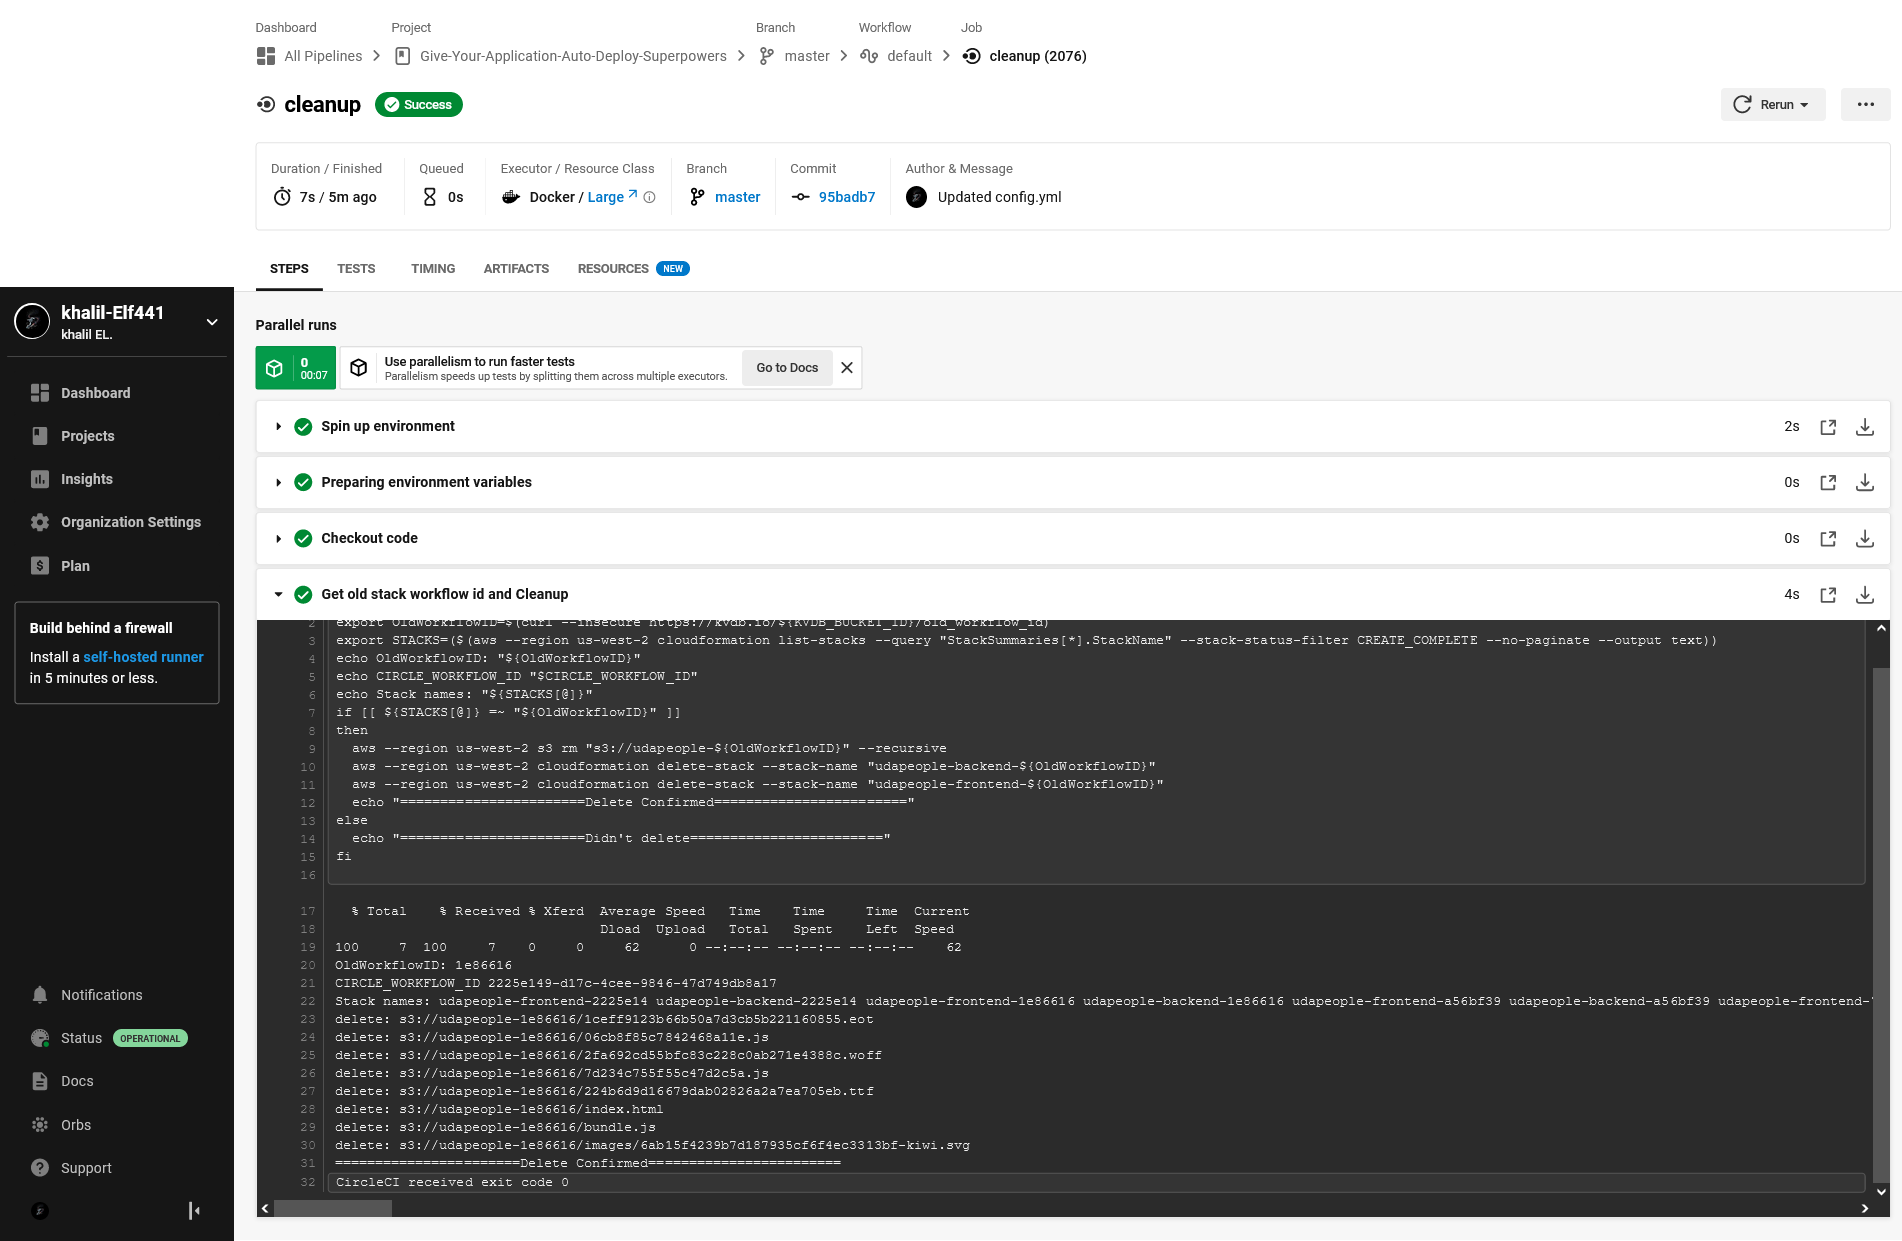 Dashboard Project Branch Workflow Job
All Pipelines Give-Your-Application-Auto-Deploy-Superpowers master default cleanup (2076)
cleanup Success Rerun
Duration / Finished Queued Executor / Resource Class Branch Commit Author & Message
7s / 5m ago 0s Docker / Large master 95badb7 Updated config.yml
STEPS TESTS TIMING ARTIFACTS RESOURCES NEW
khalil-Elf441
khalil EL.
Dashboard
Projects
Insights
Organization Settings
Plan
Build behind a firewall
Install a self-hosted runner
in 5 minutes or less.
Notifications
Status OPERATIONAL
Docs
Orbs
Support
Parallel runs
0
00:07
Use parallelism to run faster tests
Parallelism speeds up tests by splitting them across multiple executors.
Go to Docs
Spin up environment 2s
Preparing environment variables 0s
Checkout code 0s
Get old stack workflow id and Cleanup 4s
2 export OldWorkflowID=$(curl --insecure https://kvdb.io/${KVDB_BUCKET_ID}/old_workflow_id)
3 export STACKS=($(aws --region us-west-2 cloudformation list-stacks --query "StackSummaries[*].StackName" --stack-status-filter CREATE_COMPLETE --no-paginate --output text))
4 echo OldWorkflowID: "${OldWorkflowID}"
5 echo CIRCLE_WORKFLOW_ID "$CIRCLE_WORKFLOW_ID"
6 echo Stack names: "${STACKS[@]}"
7 if [[ ${STACKS[@]} =~ "${OldWorkflowID}" ]]
8 then
9 aws --region us-west-2 s3 rm "s3://udapeople-${OldWorkflowID}" --recursive
10 aws --region us-west-2 cloudformation delete-stack --stack-name "udapeople-backend-${OldWorkflowID}"
11 aws --region us-west-2 cloudformation delete-stack --stack-name "udapeople-frontend-${OldWorkflowID}"
12 echo "=======================Delete Confirmed========================"
13 else
14 echo "=======================Didn't delete========================"
15 fi
16
17 % Total % Received % Xferd Average Speed Time Time Time Current
18 Dload Upload Total Spent Left Speed
19 100 7 100 7 0 0 62 0 --:--:-- --:--:-- --:--:-- 62
20 OldWorkflowID: 1e86616
21 CIRCLE_WORKFLOW_ID 2225e149-d17c-4cee-9846-47d749db8a17
22 Stack names: udapeople-frontend-2225e14 udapeople-backend-2225e14 udapeople-frontend-1e86616 udapeople-backend-1e86616 udapeople-frontend-a56bf39 udapeople-backend-a56bf39 udapeople-frontend-
23 delete: s3://udapeople-1e86616/1ceff9123b66b50a7d3cb5b221160855.eot
24 delete: s3://udapeople-1e86616/06cb8f85c7842468a11e.js
25 delete: s3://udapeople-1e86616/2fa692cd55bfc83c228c0ab271e4388c.woff
26 delete: s3://udapeople-1e86616/7d234c755f55c47d2c5a.js
27 delete: s3://udapeople-1e86616/224b6d9d16679dab02826a2a7ea705eb.ttf
28 delete: s3://udapeople-1e86616/index.html
29 delete: s3://udapeople-1e86616/bundle.js
30 delete: s3://udapeople-1e86616/images/6ab15f4239b7d187935cf6f4ec3313bf-kiwi.svg
31 =======================Delete Confirmed========================
32 CircleCI received exit code 0